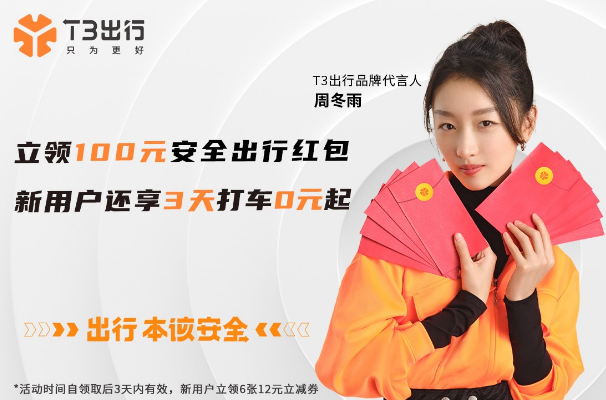 T3出行
只为更好
T3出行品牌代言人
周冬雨
立领100元安全出行红包
新用户还享3天打车0元起
出行 本该安全
*活动时间自领取后3天内有效，新用户立领6张12元立减券